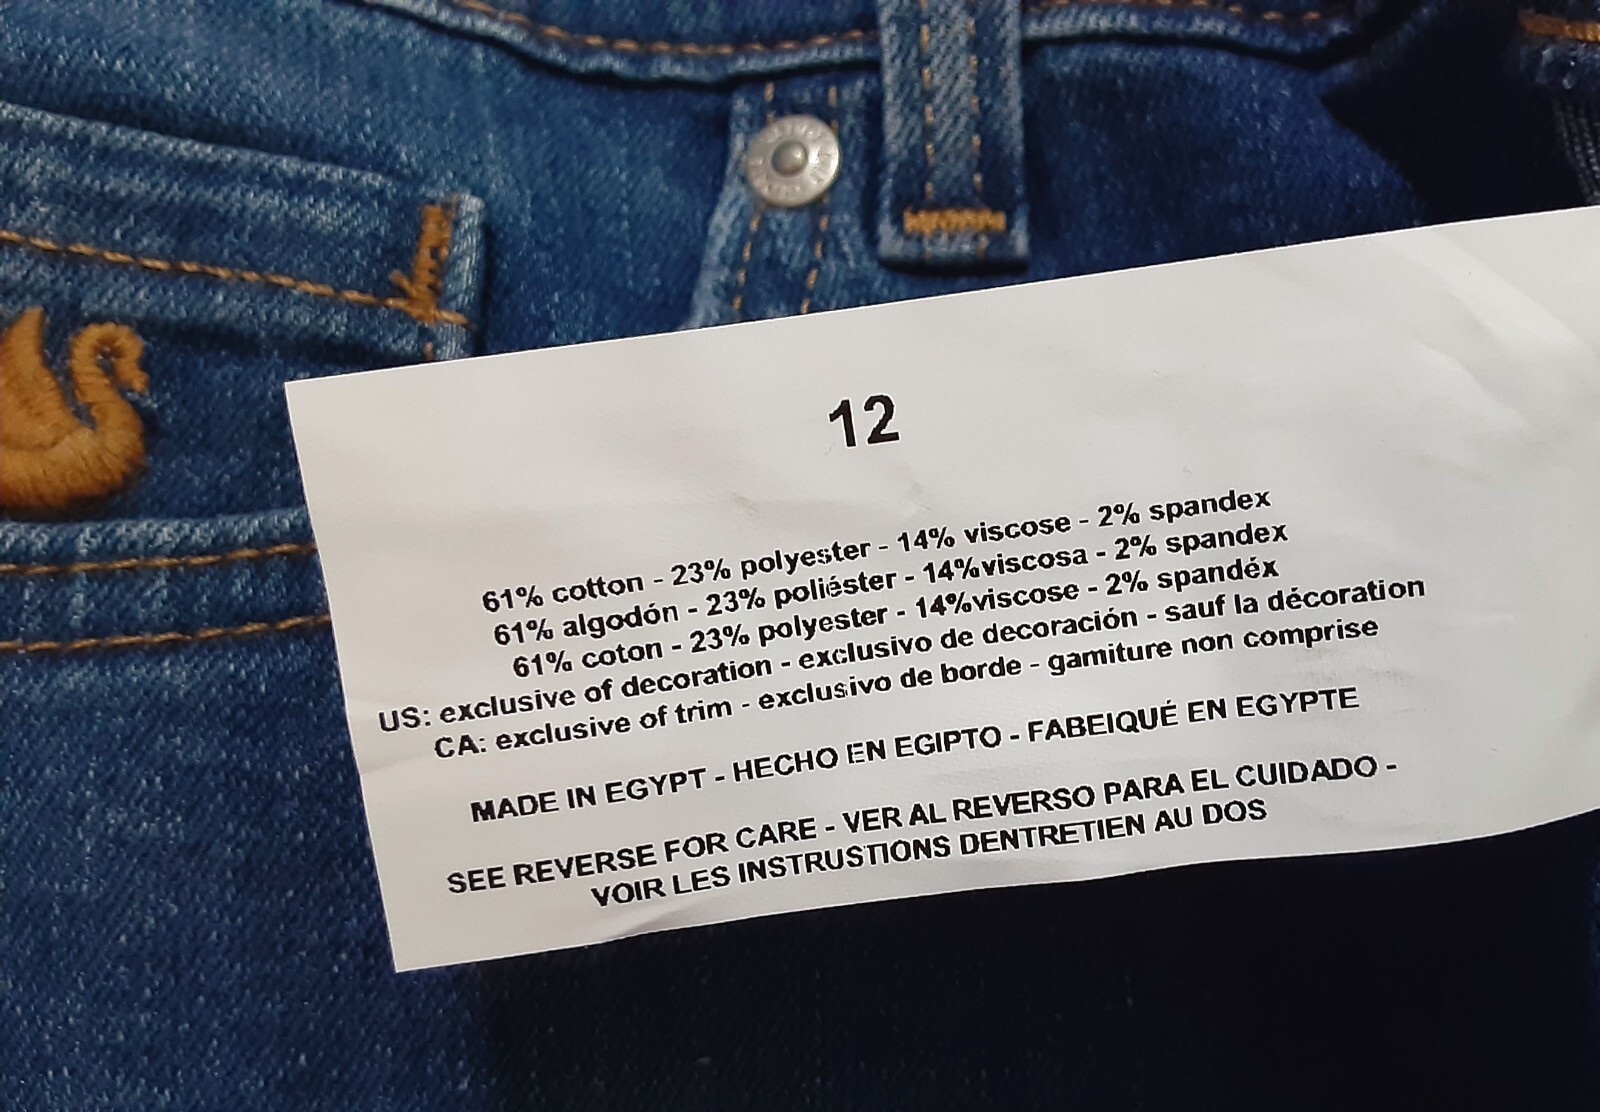 12
61% cotton - 23% polyester - 14% viscose - 2% spandex
61% algodón - 23% poliéster - 14%viscosa - 2% spandex
61% coton - 23% polyester - 14%viscose - 2% spandéx
US: exclusive of decoration - exclusivo de decoración - sauf la décoration
CA: exclusive of trim - exclusivo de borde - gamiture non comprise
MADE IN EGYPT - HECHO EN EGIPTO - FABEIQUÉ EN EGYPTE
SEE REVERSE FOR CARE - VER AL REVERSO PARA EL CUIDADO -
VOIR LES INSTRUSTIONS DENTRETIEN AU DOS